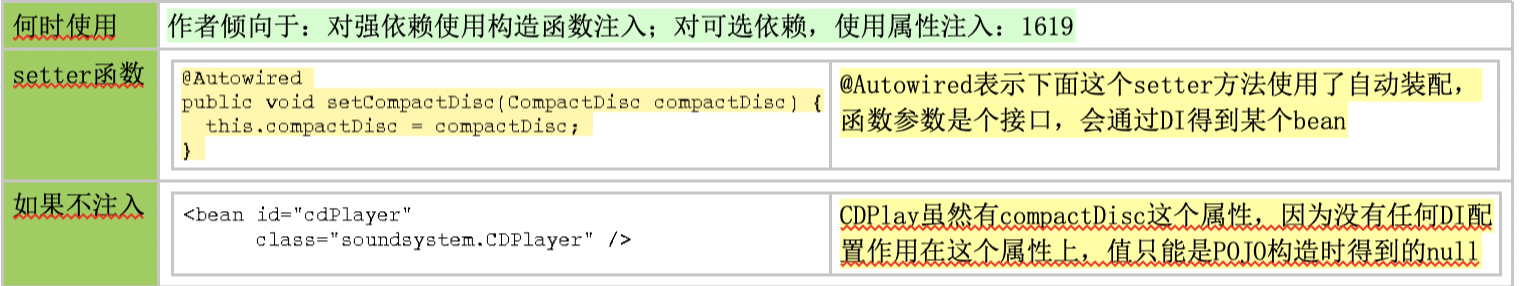 何时使用
作者倾向于：对强依赖使用构造函数注入；对可选依赖，使用属性注入：1619
setter函数
@Autowired
public void setCompactDisc(CompactDisc compactDisc) {
this.compactDisc = compactDisc;
}
@Autowired表示下面这个setter方法使用了自动装配，
函数参数是个接口，会通过DI得到某个bean
如果不注入
<bean id="cdPlayer"
class="soundsystem.CDPlayer" />
CDPlay虽然有compactDisc这个属性，因为没有任何DI配
置作用在这个属性上，值只能是POJO构造时得到的null